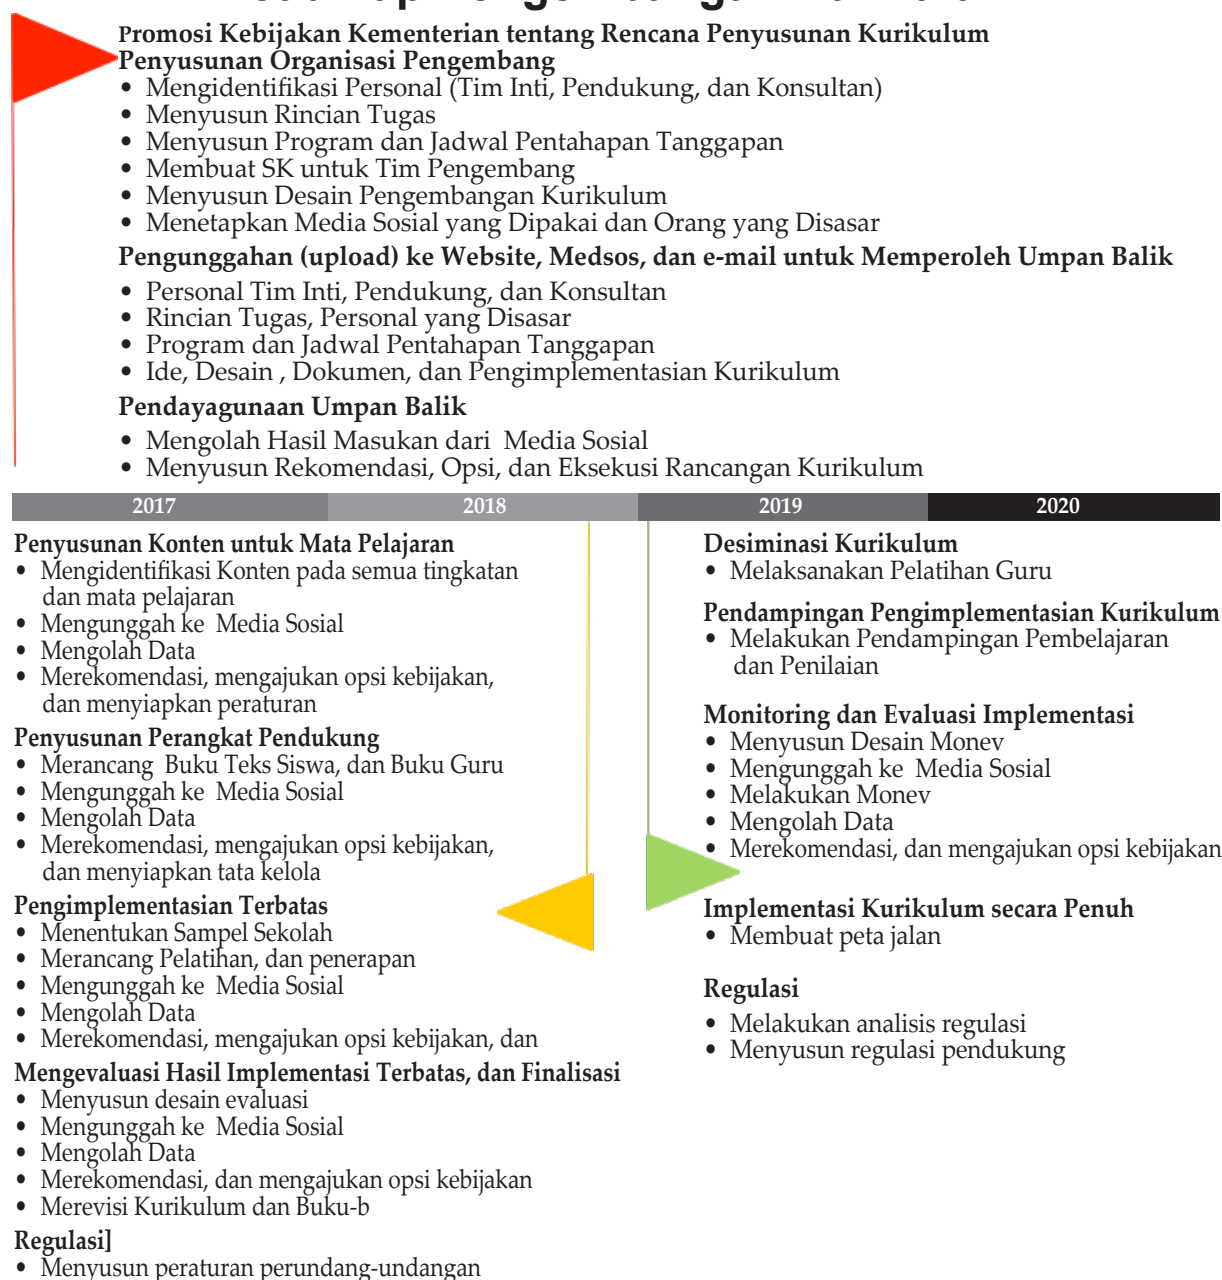 Promosi Kebijakan Kementerian tentang Rencana Penyusunan Kurikulum
Penyusunan Organisasi Pengembang
• Mengidentifikasi Personal (Tim Inti, Pendukung, dan Konsultan)
• Menyusun Rincian Tugas
• Menyusun Program dan Jadwal Pentahapan Tanggapan
• Membuat SK untuk Tim Pengembang
• Menyusun Desain Pengembangan Kurikulum
• Menetapkan Media Sosial yang Dipakai dan Orang yang Disasar
Pengunggahan (upload) ke Website, Medsos, dan e-mail untuk Memperoleh Umpan Balik
• Personal Tim Inti, Pendukung, dan Konsultan
• Rincian Tugas, Personal yang Disasar
• Program dan Jadwal Pentahapan Tanggapan
• Ide, Desain , Dokumen, dan Pengimplementasian Kurikulum
Pendayagunaan Umpan Balik
• Mengolah Hasil Masukan dari Media Sosial
• Menyusun Rekomendasi, Opsi, dan Eksekusi Rancangan Kurikulum
2017 2018 2019 2020
Penyusunan Konten untuk Mata Pelajaran
• Mengidentifikasi Konten pada semua tingkatan
dan mata pelajaran
• Mengunggah ke Media Sosial
• Mengolah Data
• Merekomendasi, mengajukan opsi kebijakan,
dan menyiapkan peraturan
Penyusunan Perangkat Pendukung
• Merancang Buku Teks Siswa, dan Buku Guru
• Mengunggah ke Media Sosial
• Mengolah Data
• Merekomendasi, mengajukan opsi kebijakan,
dan menyiapkan tata kelola
Pengimplementasian Terbatas
• Menentukan Sampel Sekolah
• Merancang Pelatihan, dan penerapan
• Mengunggah ke Media Sosial
• Mengolah Data
• Merekomendasi, mengajukan opsi kebijakan, dan
Mengevaluasi Hasil Implementasi Terbatas, dan Finalisasi
• Menyusun desain evaluasi
• Mengunggah ke Media Sosial
• Mengolah Data
• Merekomendasi, dan mengajukan opsi kebijakan
• Merevisi Kurikulum dan Buku-b
Regulasi]
• Menyusun peraturan perundang-undangan
Desiminasi Kurikulum
• Melaksanakan Pelatihan Guru
Pendampingan Pengimplementasian Kurikulum
• Melakukan Pendampingan Pembelajaran
dan Penilaian
Monitoring dan Evaluasi Implementasi
• Menyusun Desain Monev
• Mengunggah ke Media Sosial
• Melakukan Monev
• Mengolah Data
• Merekomendasi, dan mengajukan opsi kebijakan
Implementasi Kurikulum secara Penuh
• Membuat peta jalan
Regulasi
• Melakukan analisis regulasi
• Menyusun regulasi pendukung